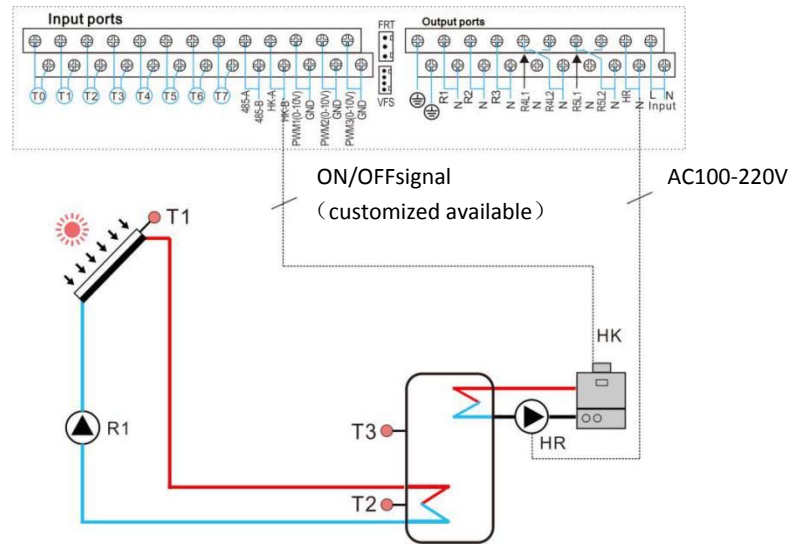 Input ports
FRT
Output ports
T0 T1 T2 T3 T4 T5 T6 T7
485-A
485-B
HK-A
HK-B
PWM1(0-10V)
GND
PWM2(0-10V)
GND
PWM3(0-10V)
GND
VFS
R1
N
R2
N
R3
N
R4L1
N
R4L2
N
R5L1
N
R5L2
N
HR
N
L N
Input
ON/OFFsignal
（customized available）
AC100-220V
T1
HK
R1
T3
HR
T2